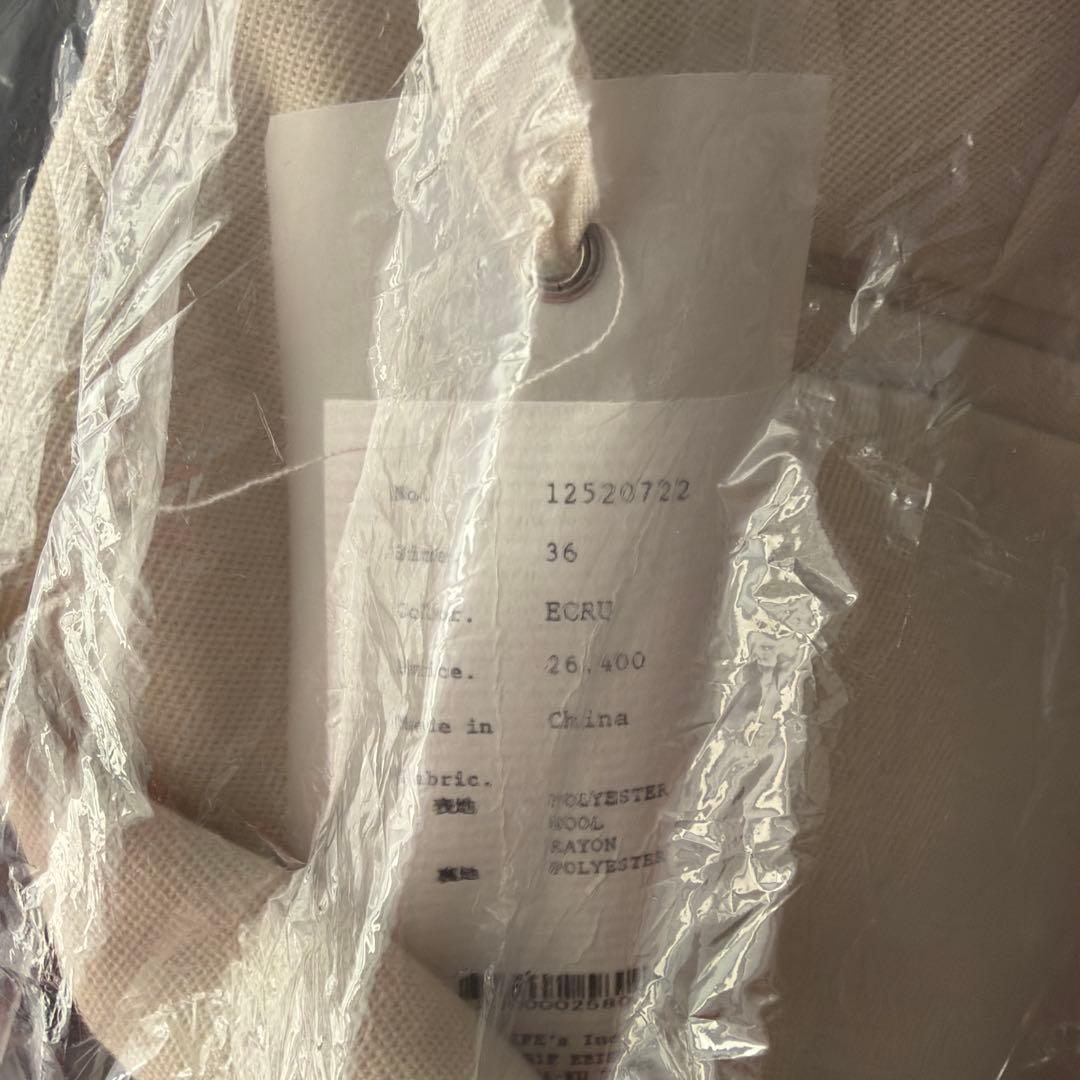 No. 12520722
Size 36
Colour. ECRU
Price. 26,400
Made in China
Fabric.
表地 POLYESTER
WOOL
RAYON
裏地 POLYESTER
Inc